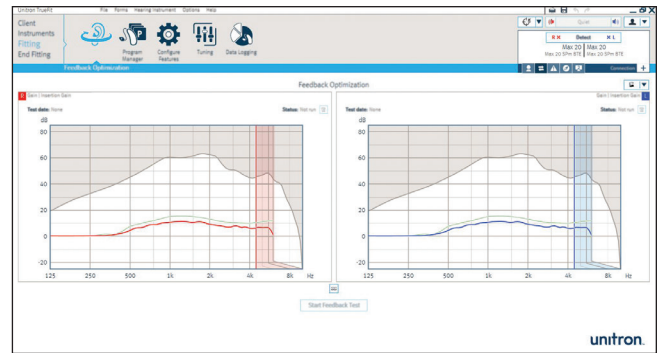 Unitron TrueFit File Forms Hearing Instrument Options Help
Client
Instruments
Fitting
End Fitting
Program Manager
Configure Features
Tuning
Data Logging
Quiet
R Detect L
Max 20 Max 20
Max 20 SPm BTE Max 20 SPm BTE
Feedback Optimization
Connection +
Feedback Optimization
R Gain | Insertion Gain
Gain | Insertion Gain L
Test date: None Status: Not run
Test date: None Status: Not run
dB
80
60
40
20
0
-20
125 250 500 1k 2k 4k 8k Hz
dB
80
60
40
20
0
-20
125 250 500 1k 2k 4k 8k Hz
Start Feedback Test
unitron.